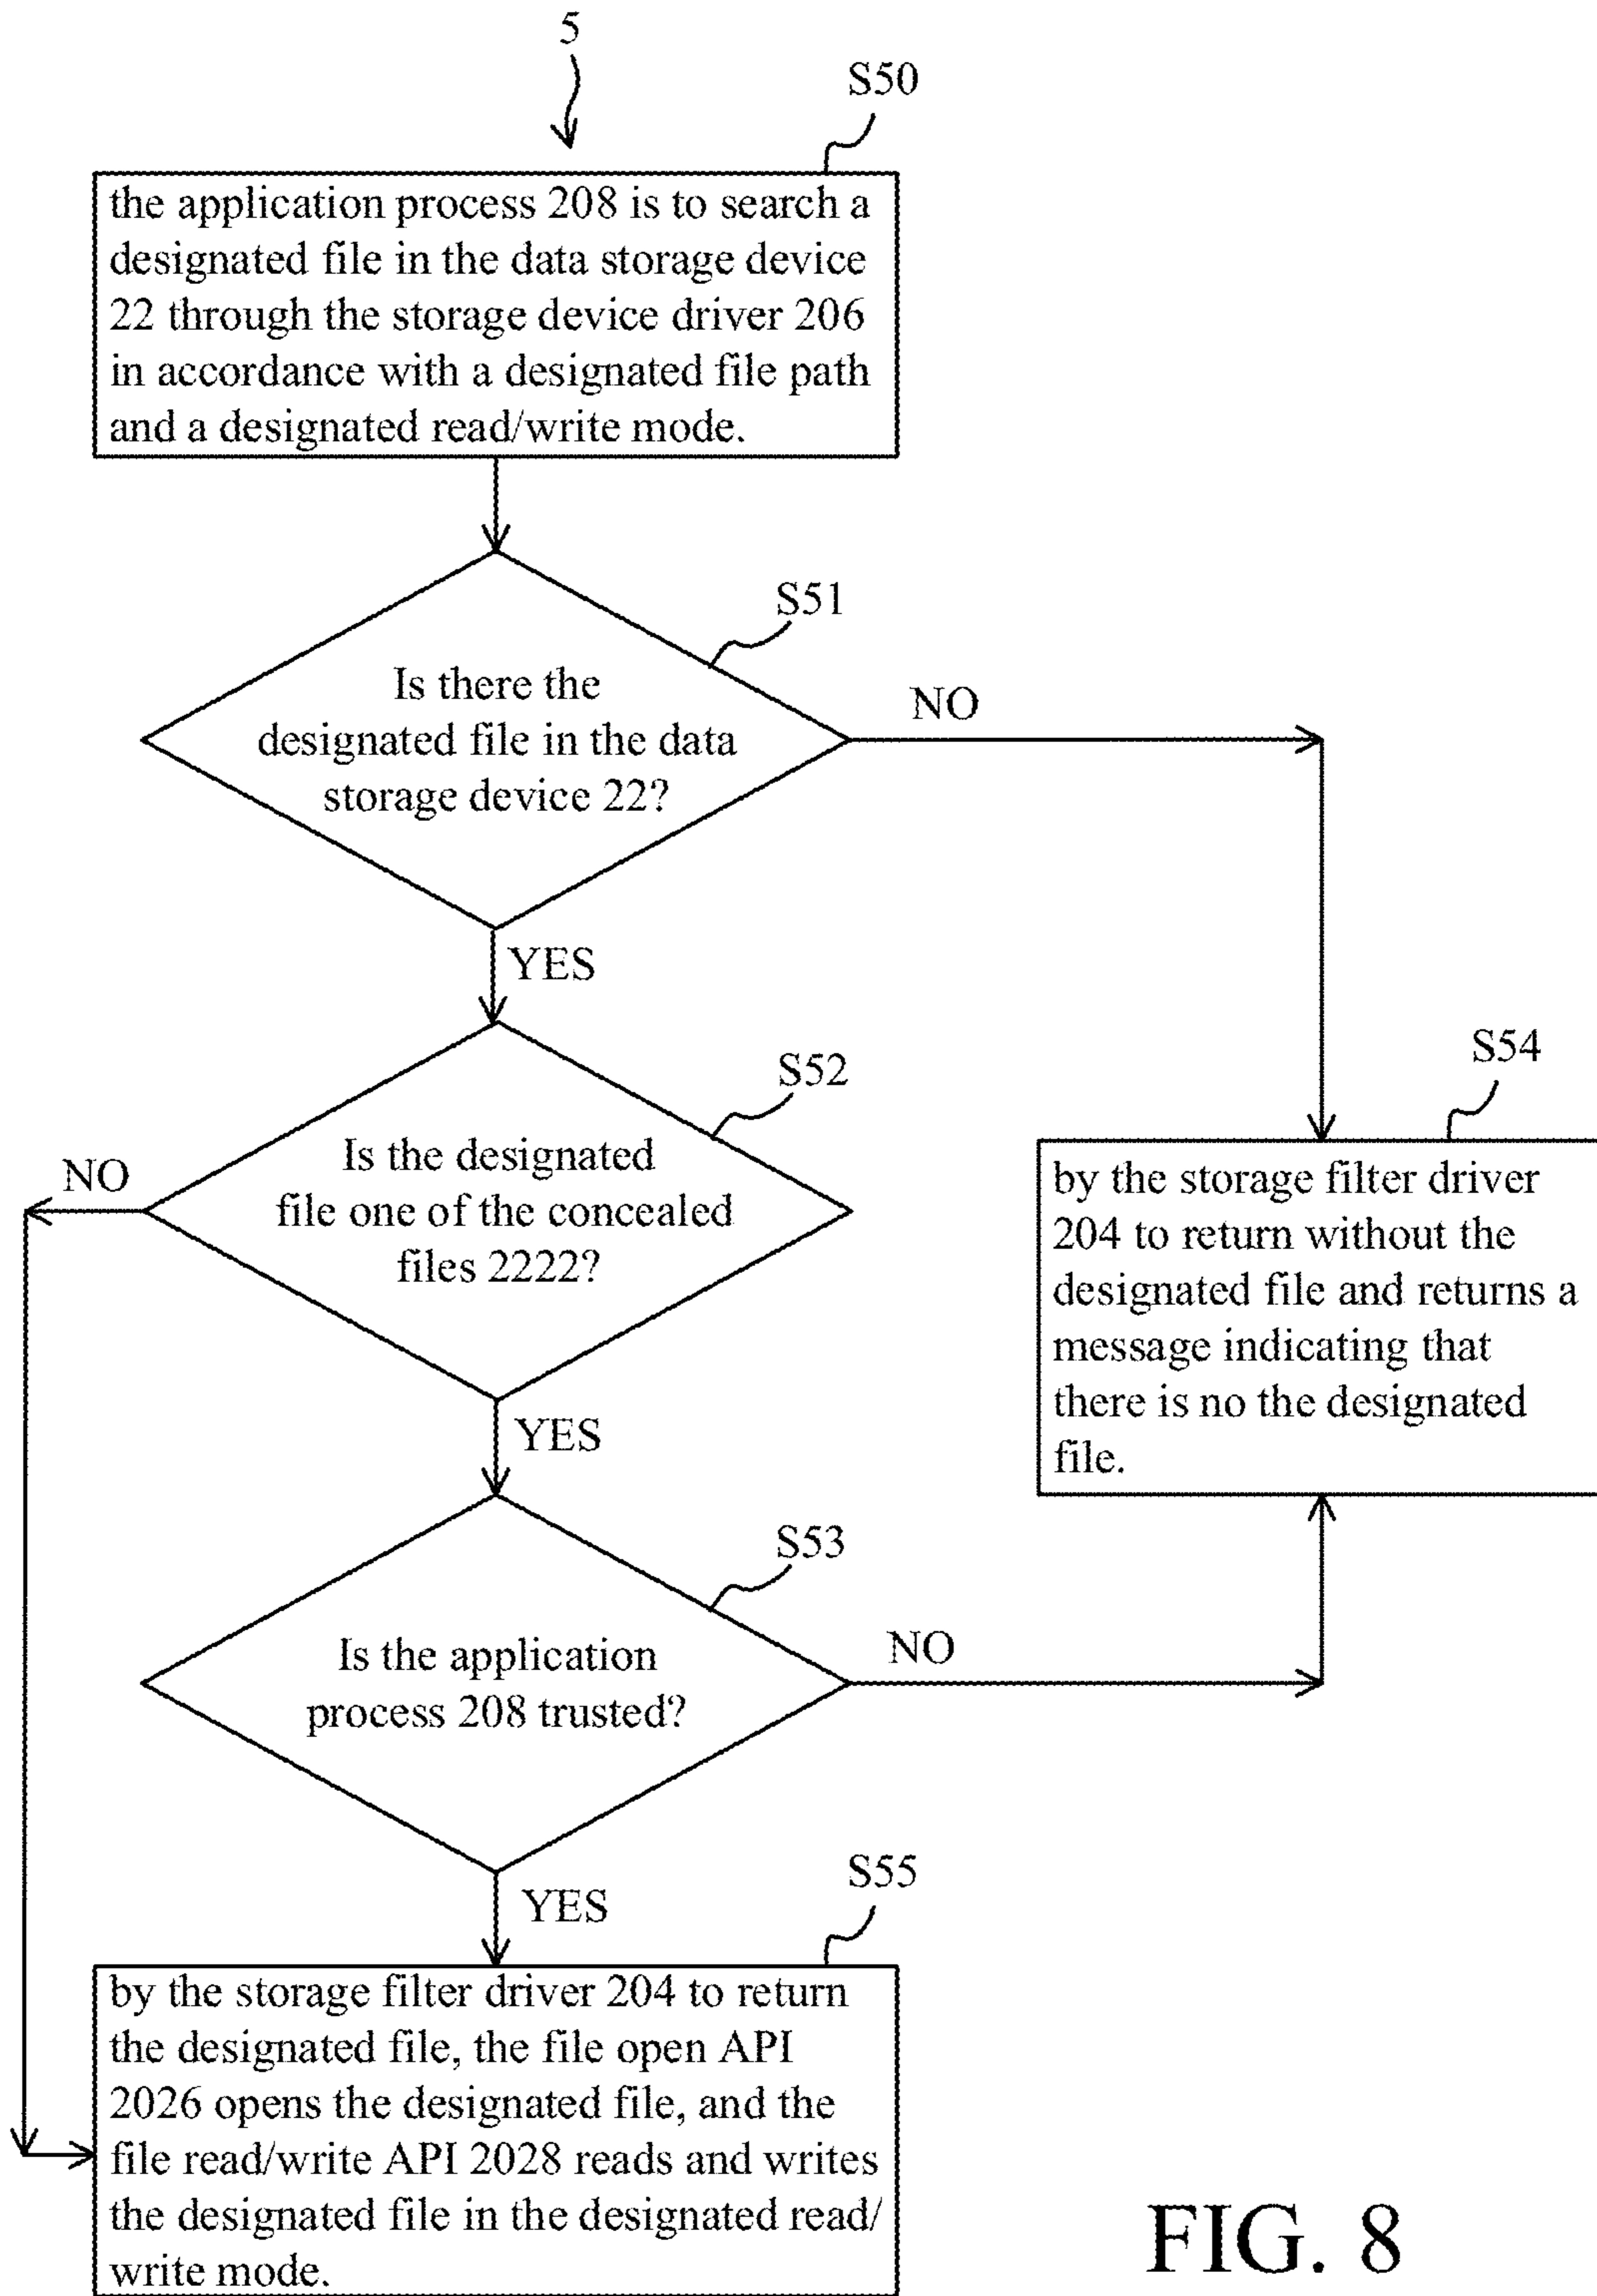 5
S50
the application process 208 is to search a
designated file in the data storage device
22 through the storage device driver 206
in accordance with a designated file path
and a designated read/write mode.
S51
Is there the
designated file in the data
storage device 22?
NO
YES
S52
Is the designated
file one of the concealed
files 2222?
NO
YES
S54
by the storage filter driver
204 to return without the
designated file and returns a
message indicating that
there is no the designated
file.
S53
Is the application
process 208 trusted?
NO
YES
S55
by the storage filter driver 204 to return
the designated file, the file open API
2026 opens the designated file, and the
file read/write API 2028 reads and writes
the designated file in the designated read/
write mode.
FIG. 8